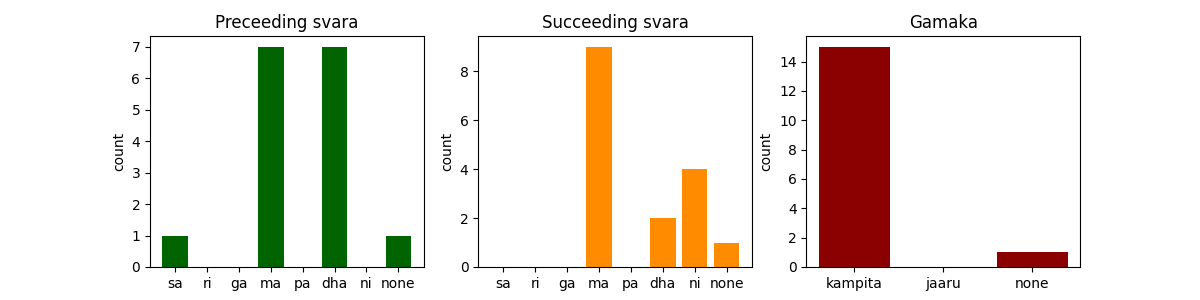 Preceeding svara
count
7
6
5
4
3
2
1
0
sa ri ga ma pa dha ni none
Succeeding svara
count
8
6
4
2
0
sa ri ga ma pa dha ni none
Gamaka
count
14
12
10
8
6
4
2
0
kampita jaaru none